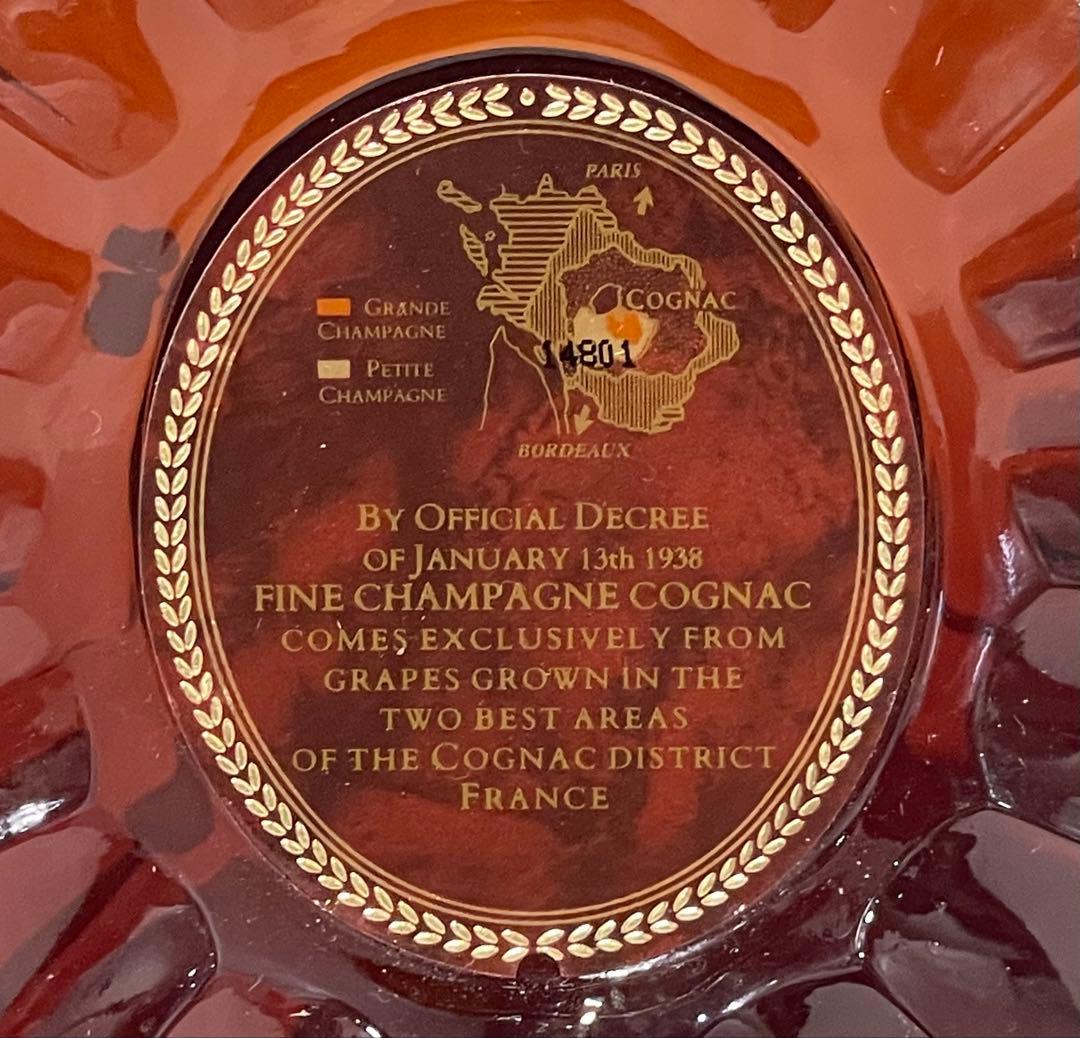 PARIS
GRANDE
CHAMPAGNE
COGNAC
14801
PETITE
CHAMPAGNE
BORDEAUX
BY OFFICIAL DECREE
OF JANUARY 13th 1938
FINE CHAMPAGNE COGNAC
COMES EXCLUSIVELY FROM
GRAPES GROWN IN THE
TWO BEST AREAS
OF THE COGNAC DISTRICT
FRANCE